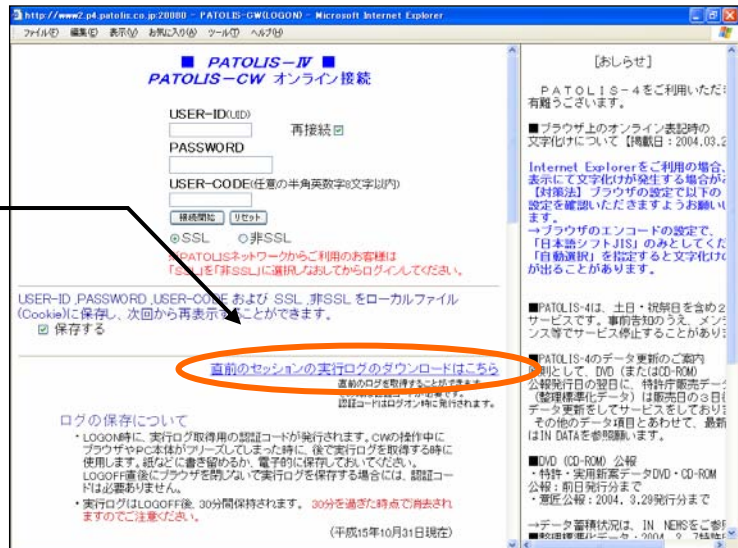 http://www2.p4.patolis.co.jp:20080 - PATOLIS-CW(LOGON) - Microsoft Internet Explorer
ファイル(F) 編集(E) 表示(V) お気に入り(A) ツール(T) ヘルプ(H)
■ PATOLIS-Ⅳ ■
PATOLIS-CW オンライン接続
USER-ID(UID)
再接続
PASSWORD
USER-CODE(任意の半角英数字8文字以内)
接続開始 リセット
SSL 非SSL
PATOLISネットワークからご利用のお客様は
「SSL」を「非SSL」に選択しなおしてからログインしてください。
USER-ID ,PASSWORD ,USER-CODE および SSL ,非SSL をローカルファイル
(Cookie)に保存し、次回から再表示することができます。
保存する
直前のセッションの実行ログのダウンロードはこちら
直前のログを取得することができます。
認証コードはログオン時に発行されます。
ログの保存について
・LOGON時に、実行ログ取得用の認証コードが発行されます。CWの操作中に
ブラウザやPC本体がフリーズしてしまった時に、後で実行ログを取得する時に
使用します。紙などに書き留めるか、電子的に保存しておいてください。
LOGOFF直後にブラウザを閉じないで実行ログを保存する場合には、認証コー
ドは必要ありません。
・実行ログはLOGOFF後、30分間保持されます。 30分を過ぎた時点で消去され
ますのでご注意ください。
(平成15年10月31日現在)
[おしらせ]
PATOLIS-4をご利用いただき
有難うございます。
■ブラウザ上のオンライン表記時の
文字化けについて【掲載日：2004.03.2
Internet Explorerをご利用の場合、
表示にて文字化けが発生する場合が
【対策法】ブラウザの設定で以下の
設定を確認いただきますようお願い
ます。
→ブラウザのエンコードの設定で、
「日本語シフトJIS」のみとしてくだ
「自動選択」を指定すると文字化け
が出ることがあります。
■PATOLIS-4は、土日・祝祭日を含め2
サービスです。事前告知のうえ、メン
ンス等でサービス停止することがあり
■PATOLIS-4のデータ更新のご案内
原則として、DVD (またはCD-ROM)
公報発行日の翌日に、特許庁販売デー
(整理標準化データ) は販売日の3日
データ更新をしてサービスをしており
その他のデータ項目とあわせて、最新
はIN DATAを参照願います。
■DVD (CD-ROM) 公報
・特許・実用新案データDVD・CD-ROM
公報：前日発行分まで
・意匠公報：2004. 3.29発行分まで
→データ蓄積状況は、IN NEWSをご参